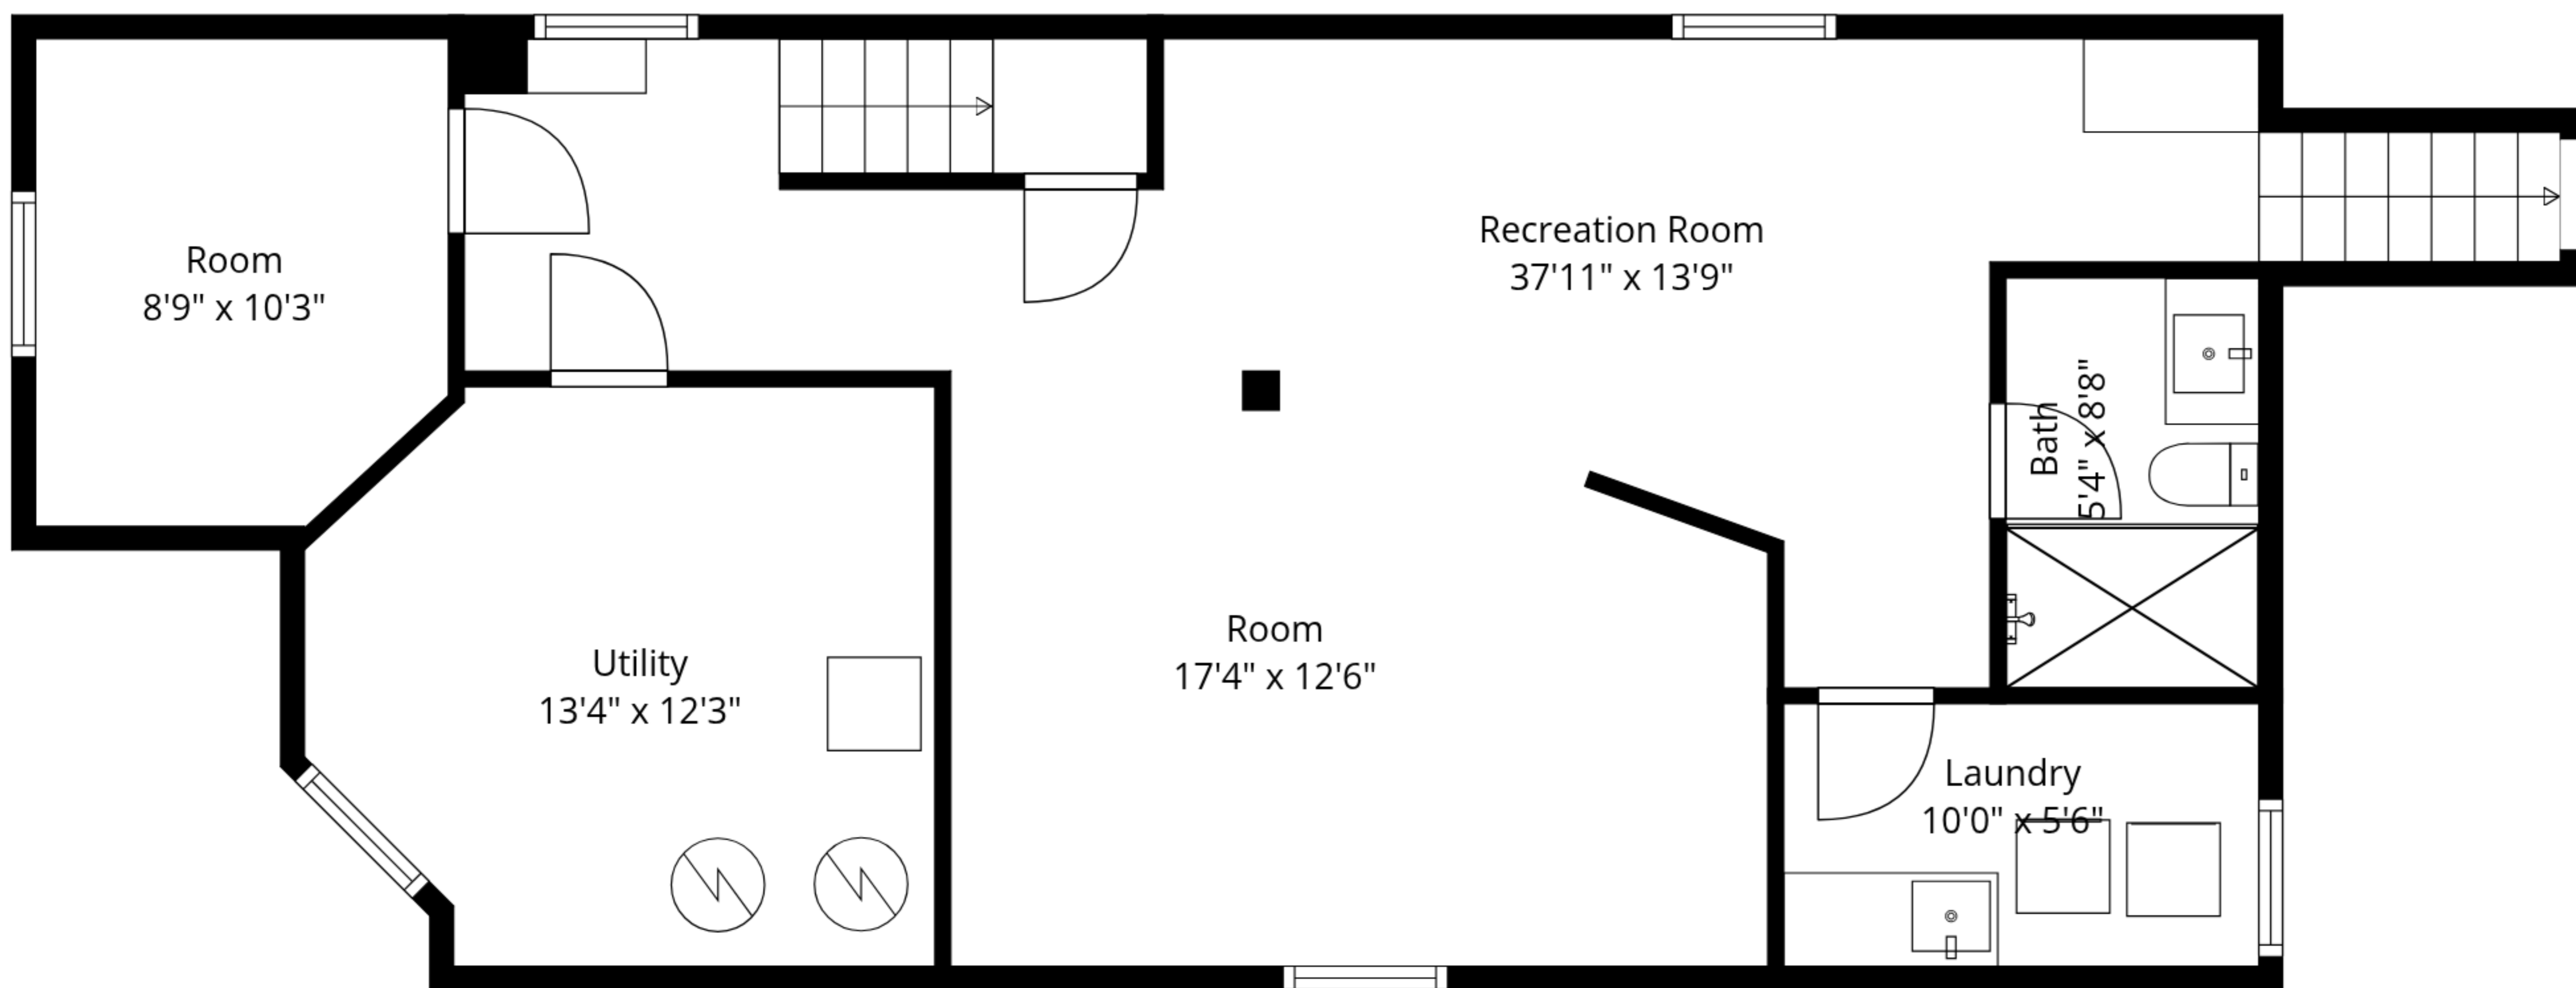 Recreation Room
37'11" x 13'9"
Room
8'9" x 10'3"
Bath
5'4" x 8'8"
Room
17'4" x 12'6"
Utility
13'4" x 12'3"
Laundry
10'0" x 5'6"